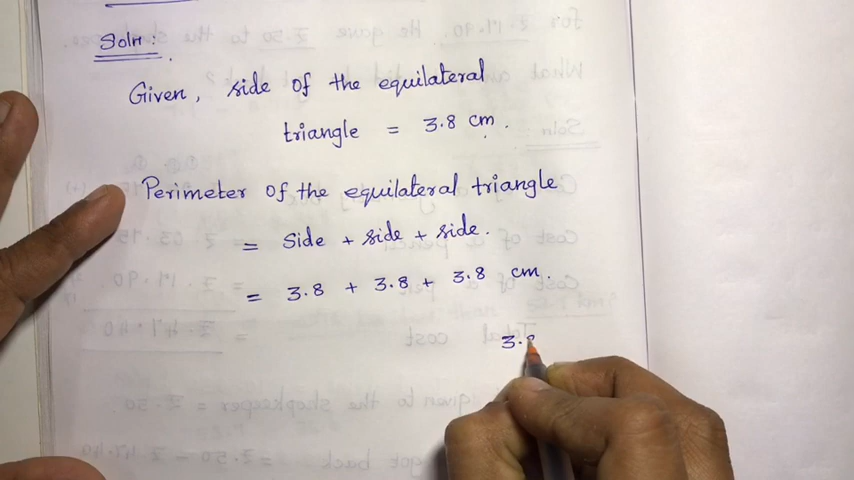 Soln:
Given, side of the equilateral
triangle = 3.8 cm.
Perimeter of the equilateral triangle
= Side + side + side.
= 3.8 + 3.8 + 3.8 cm.
3.8